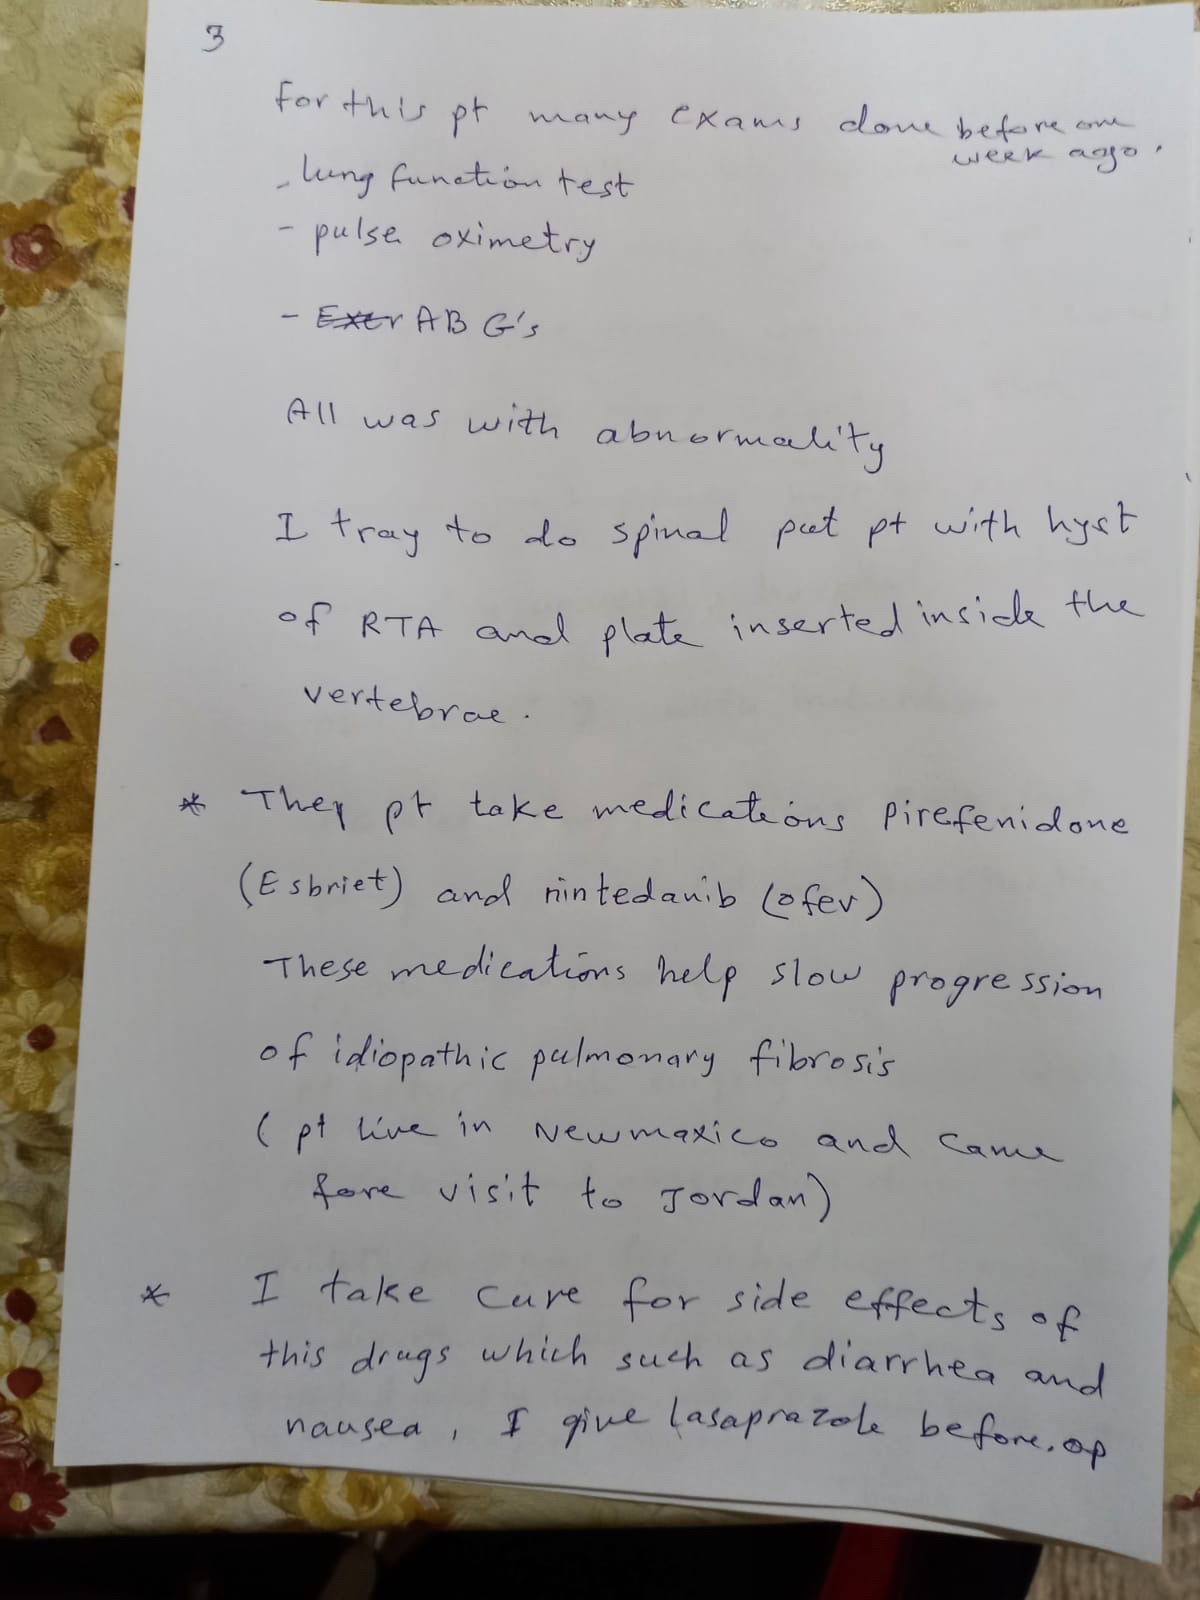 3
for this pt many exams done before one
week ago.
- lung function test
- pulse oximetry
- Exer ABG's
All was with abnormality
I tray to do spinal put pt with hyst
of RTA and plate inserted inside the
vertebrae.
* They pt take medications pirefenidone
(Esbriet) and nintedanib (ofev)
These medications help slow progression
of idiopathic pulmonary fibrosis
( pt live in Newmaxico and came
fore visit to Jordan)
* I take cure for side effects of
this drugs which such as diarrhea and
nausea, I give lasaprazole before. op